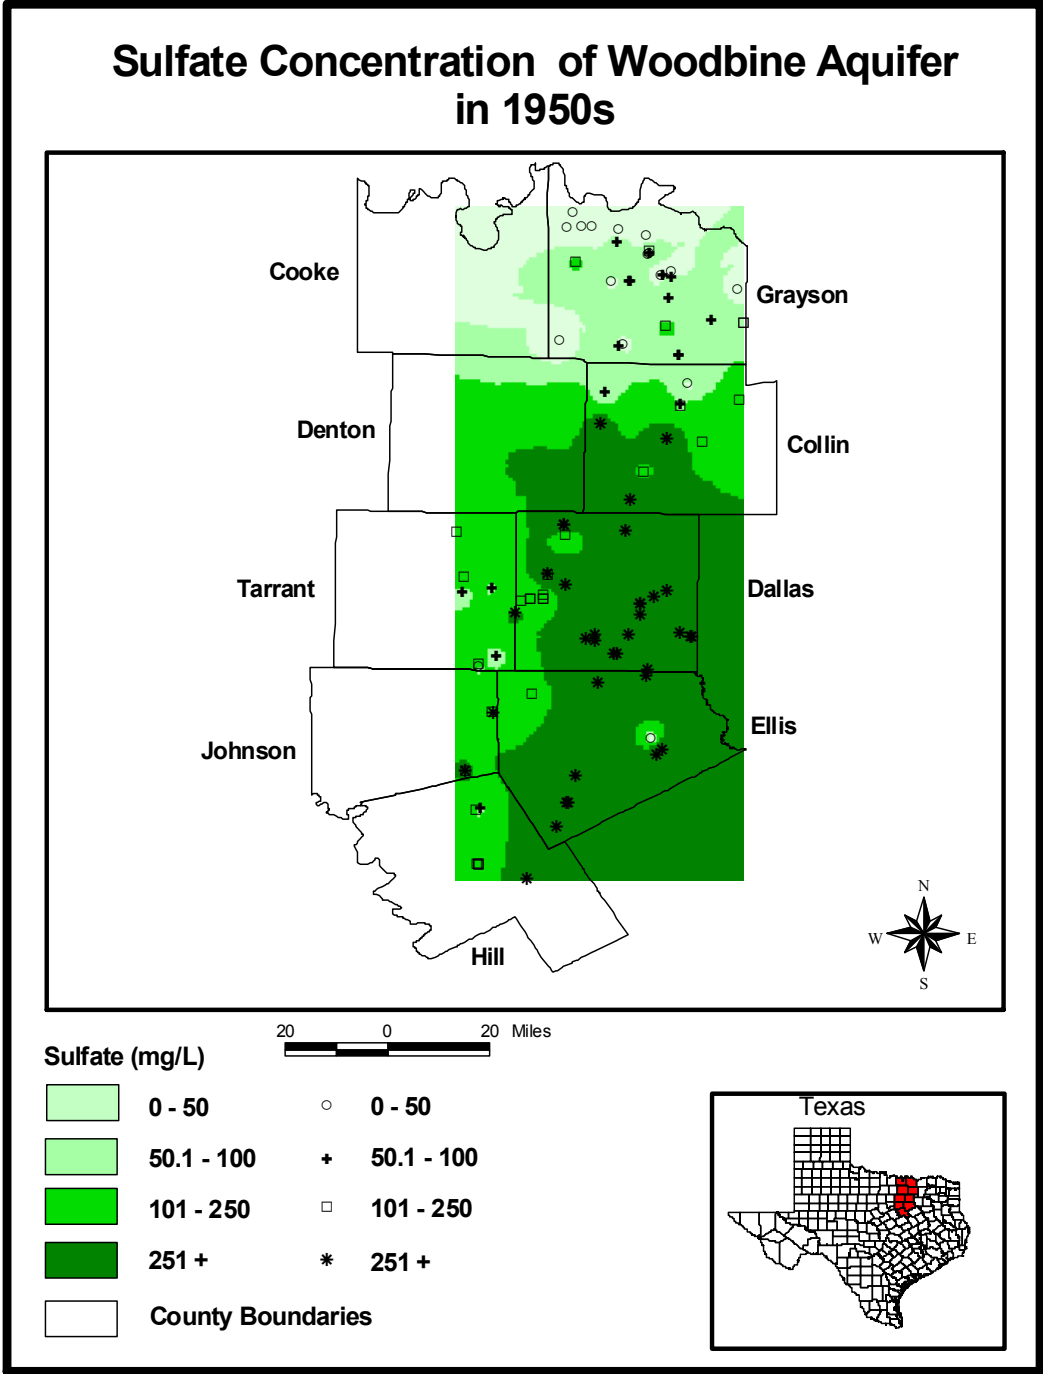 Sulfate Concentration of Woodbine Aquifer
in 1950s
Cooke
Grayson
Denton
Collin
Tarrant
Dallas
Johnson
Ellis
Hill
N
W E
S
20 0 20 Miles
Sulfate (mg/L)
0 - 50 0 - 50
50.1 - 100 50.1 - 100
101 - 250 101 - 250
251 + 251 +
County Boundaries
Texas